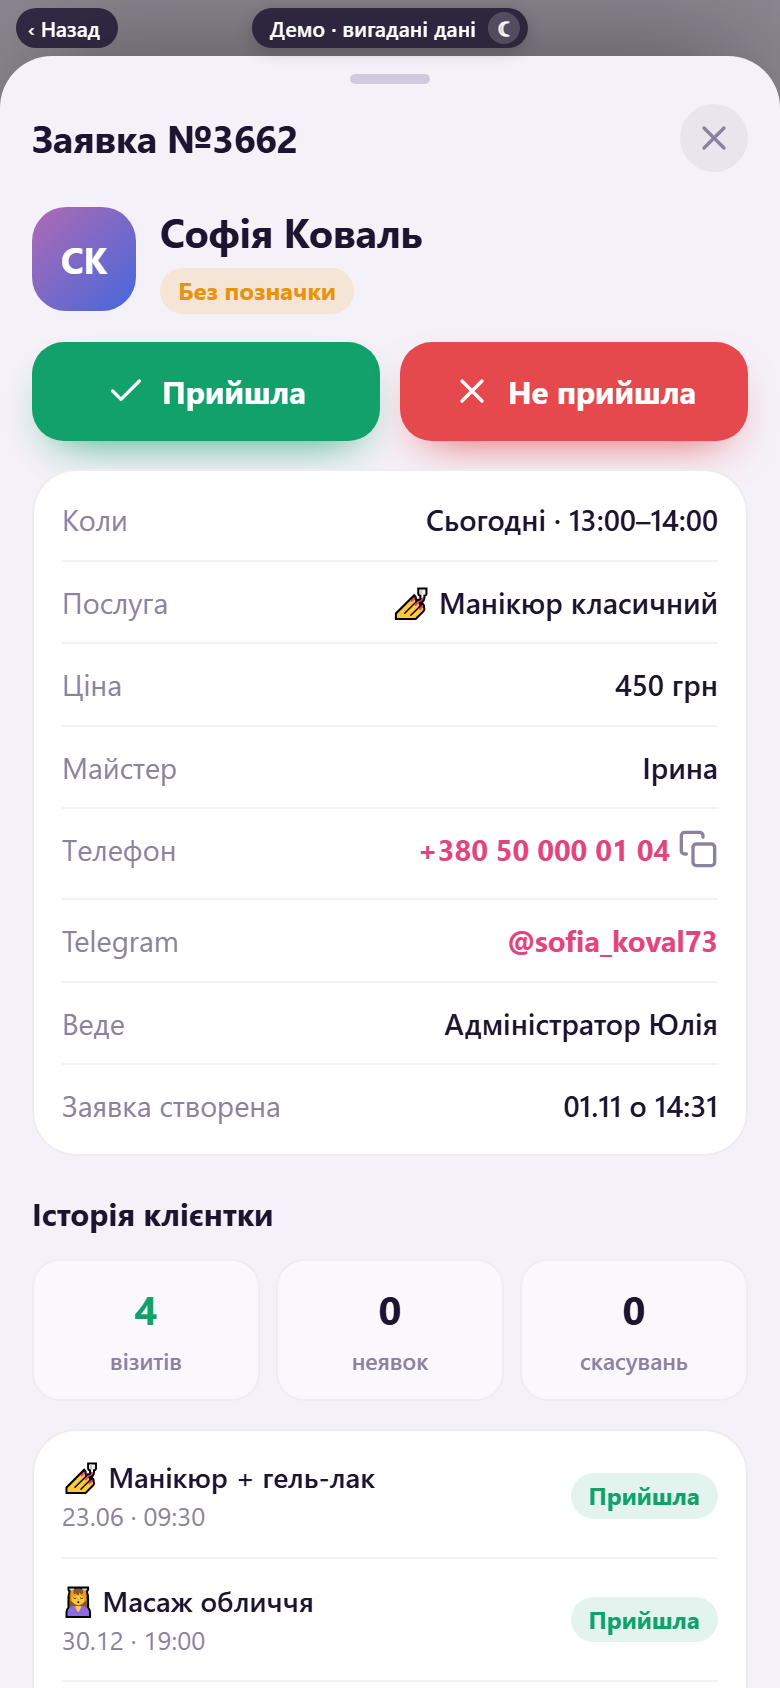 ‹ Назад
Демо · вигадані дані
Заявка №3662
СК
Софія Коваль
Без позначки
Прийшла
Не прийшла
Коли
Сьогодні · 13:00–14:00
Послуга
💅 Манікюр класичний
Ціна
450 грн
Майстер
Ірина
Телефон
+380 50 000 01 04
Telegram
@sofia_koval73
Веде
Адміністратор Юлія
Заявка створена
01.11 о 14:31
Історія клієнтки
4
візитів
0
неявок
0
скасувань
💅 Манікюр + гель-лак
23.06 · 09:30
Прийшла
💆‍♀️ Масаж обличчя
30.12 · 19:00
Прийшла